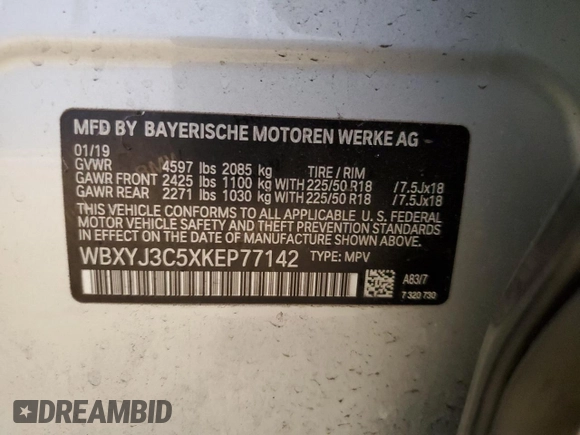 MFD BY BAYERISCHE MOTOREN WERKE AG
01/19
GVWR 4597 lbs 2085 kg TIRE / RIM
GAWR FRONT 2425 lbs 1100 kg WITH 225/50 R18 /7.5Jx18
GAWR REAR 2271 lbs 1030 kg WITH 225/50 R18 /7.5Jx18
THIS VEHICLE CONFORMS TO ALL APPLICABLE U. S. FEDERAL
MOTOR VEHICLE SAFETY AND THEFT PREVENTION
STANDARDS IN EFFECT ON THE DATE OF MANUFACTURE
SHOWN ABOVE.
WBXYJ3C5XKEP77142 TYPE: MPV
A83/7
7 320 730
DREAMBID